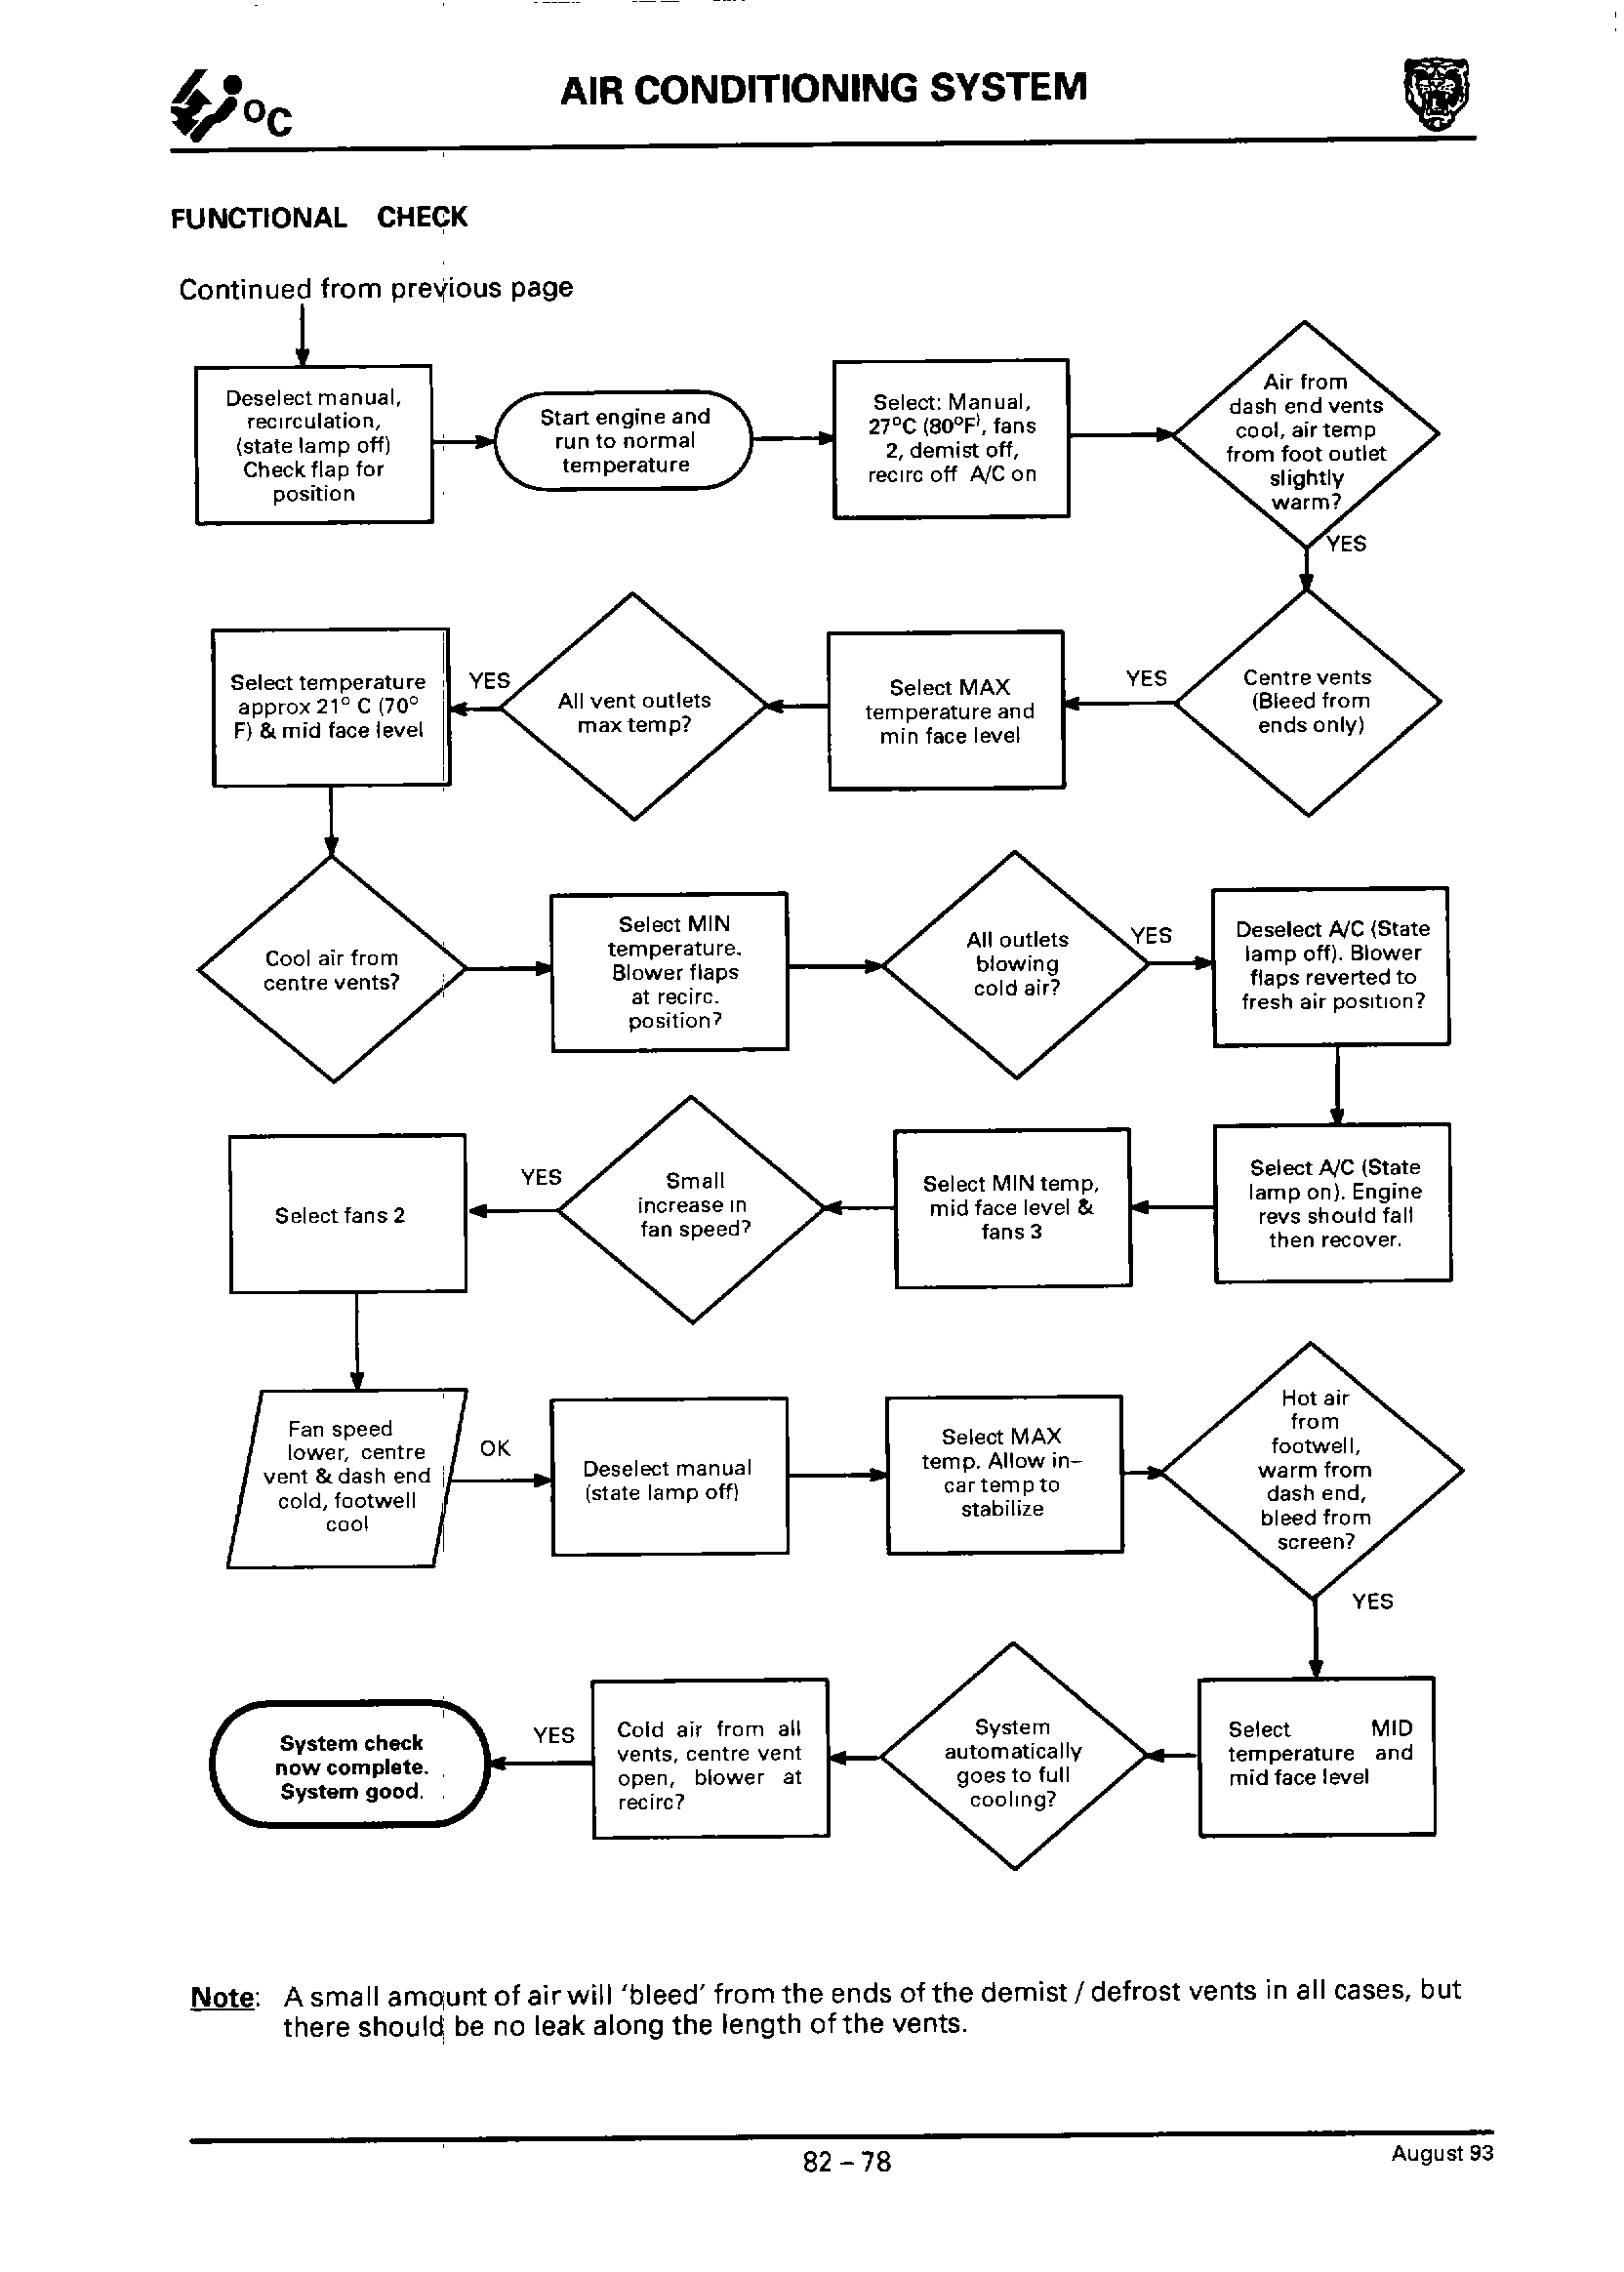 °C
AIR CONDITIONING SYSTEM
FUNCTIONAL CHECK
Continued from previous page
Deselect manual,
recirculation,
(state lamp off)
Check flap for
position
Start engine and
run to normal
temperature
Select: Manual,
27°C (80°F), fans
2, demist off,
recirc off A/C on
Air from
dash end vents
cool, air temp
from foot outlet
slightly
warm?
YES
Centre vents
(Bleed from
ends only)
YES
Select MAX
temperature and
min face level
All vent outlets
max temp?
YES
Select temperature
approx 21° C (70°
F) & mid face level
Cool air from
centre vents?
Select MIN
temperature.
Blower flaps
at recirc.
position?
All outlets
blowing
cold air?
YES
Deselect A/C (State
lamp off). Blower
flaps reverted to
fresh air position?
Select A/C (State
lamp on). Engine
revs should fall
then recover.
Select MIN temp,
mid face level &
fans 3
Small
increase in
fan speed?
YES
Select fans 2
Fan speed
lower, centre
vent & dash end
cold, footwell
cool
OK
Deselect manual
(state lamp off)
Select MAX
temp. Allow in–
car temp to
stabilize
Hot air
from
footwell,
warm from
dash end,
bleed from
screen?
YES
Select MID
temperature and
mid face level
System
automatically
goes to full
cooling?
Cold air from all
vents, centre vent
open, blower at
recirc?
YES
System check
now complete.
System good.
Note: A small amount of air will 'bleed' from the ends of the demist / defrost vents in all cases, but
there should be no leak along the length of the vents.
82 – 78
August 93